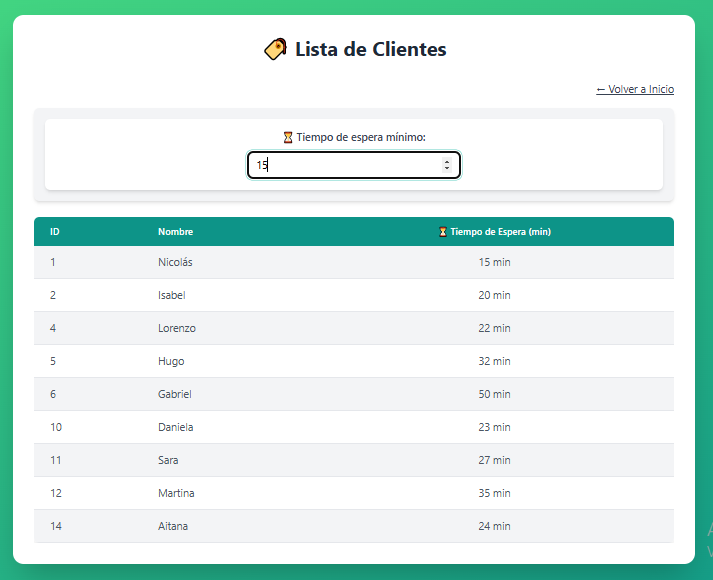 Lista de Clientes
← Volver a Inicio
Tiempo de espera mínimo:
15
ID Nombre Tiempo de Espera (min)
1 Nicolás 15 min
2 Isabel 20 min
4 Lorenzo 22 min
5 Hugo 32 min
6 Gabriel 50 min
10 Daniela 23 min
11 Sara 27 min
12 Martina 35 min
14 Aitana 24 min